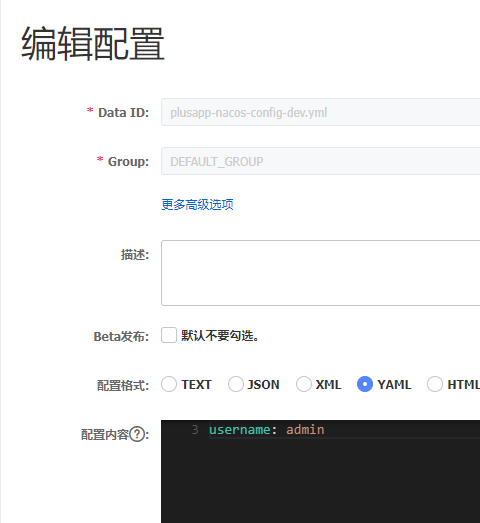 编辑配置
* Data ID: plusapp-nacos-config-dev.yml
* Group: DEFAULT_GROUP
更多高级选项
描述:
Beta发布: 默认不要勾选。
配置格式: TEXT JSON XML YAML HTML
配置内容?: 3 username: admin